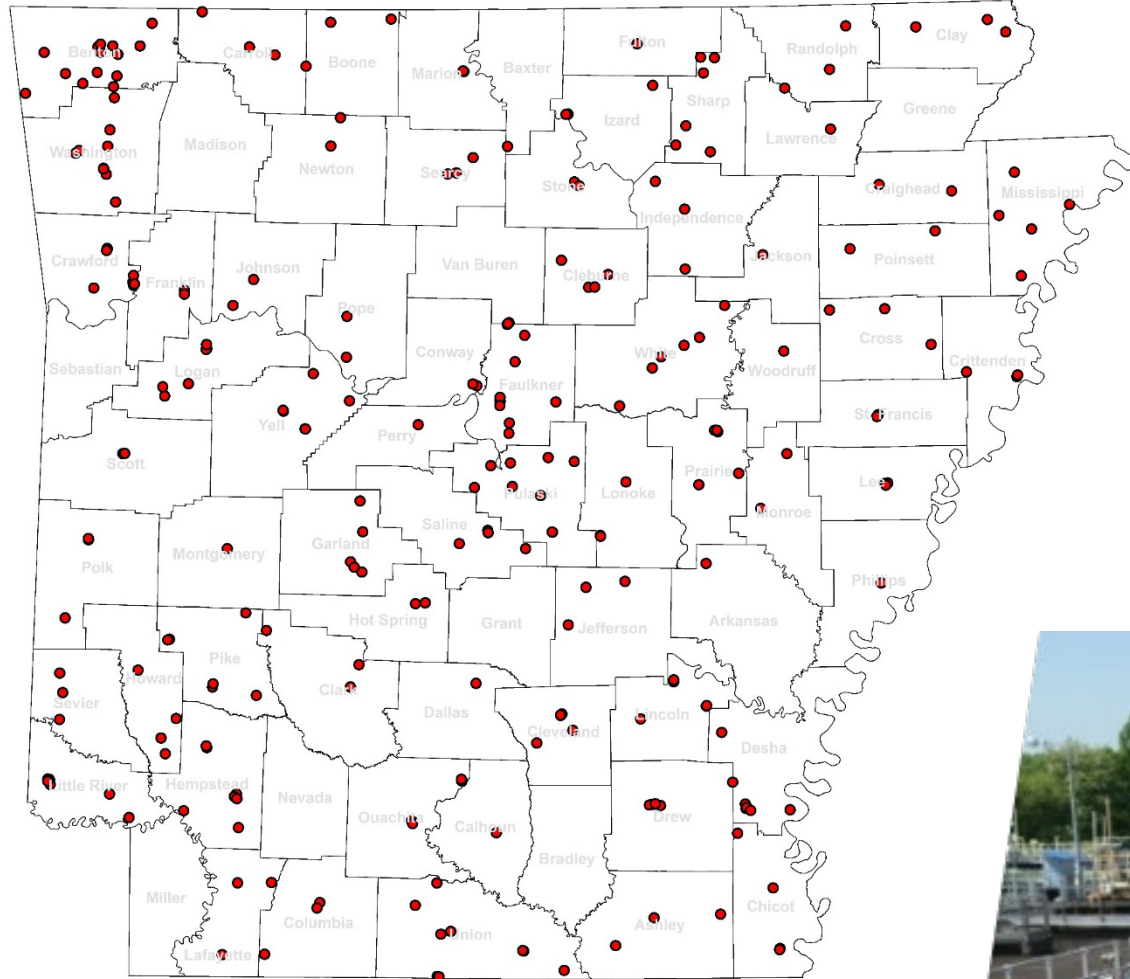 Benton
Carroll
Boone
Marion
Baxter
Fulton
Randolph
Clay
Izard
Sharp
Lawrence
Greene
Washington
Madison
Newton
Searcy
Stone
Independence
Craighead
Mississippi
Crawford
Franklin
Johnson
Van Buren
Cleburne
Jackson
Poinsett
Pope
Conway
Sebastian
Logan
Faulkner
White
Woodruff
Cross
Crittenden
Yell
Perry
St. Francis
Scott
Pulaski
Lonoke
Prairie
Lee
Monroe
Saline
Garland
Montgomery
Polk
Phillips
Hot Spring
Grant
Jefferson
Arkansas
Pike
Howard
Clark
Sevier
Dallas
Cleveland
Lincoln
Desha
Little River
Hempstead
Nevada
Ouachita
Calhoun
Drew
Bradley
Miller
Columbia
Union
Ashley
Chicot
Lafayette